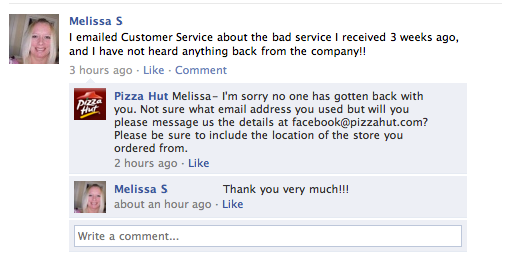 Melissa S
I emailed Customer Service about the bad service I received 3 weeks ago,
and I have not heard anything back from the company!!
3 hours ago · Like · Comment
Pizza Hut
Pizza Hut Melissa- I'm sorry no one has gotten back with
you. Not sure what email address you used but will you
please message us the details at facebook@pizzahut.com?
Please be sure to include the location of the store you
ordered from.
2 hours ago · Like
Melissa S Thank you very much!!!
about an hour ago · Like
Write a comment...